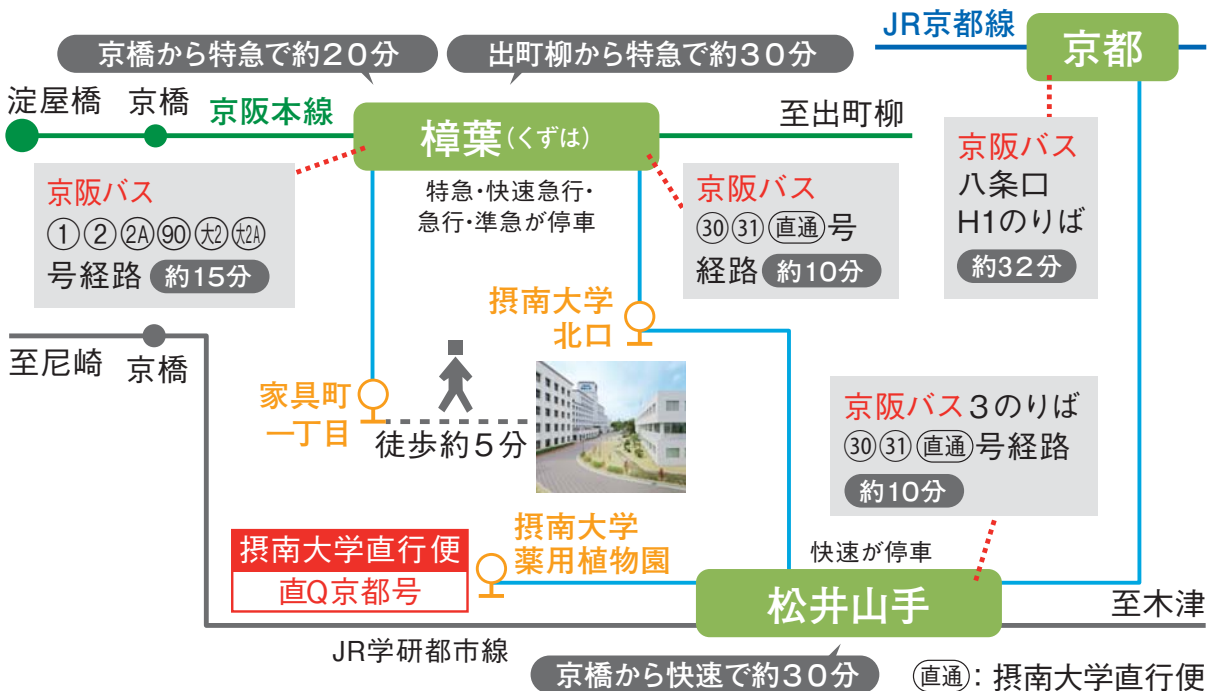 JR京都線
京都
京橋から特急で約20分
出町柳から特急で約30分
淀屋橋
京橋
京阪本線
樟葉(くずは)
至出町柳
特急・快速急行・
急行・準急が停車
京阪バス
①②2A90大2大2A
号経路 約15分
京阪バス
㉚㉛直通号
経路 約10分
京阪バス
八条口
H1のりば
約32分
摂南大学
北口
至尼崎
京橋
家具町
一丁目
徒歩約5分
京阪バス3のりば
㉚㉛直通号経路
約10分
摂南大学直行便
直Q京都号
摂南大学
薬用植物園
快速が停車
松井山手
至木津
JR学研都市線
京橋から快速で約30分
直通:摂南大学直行便